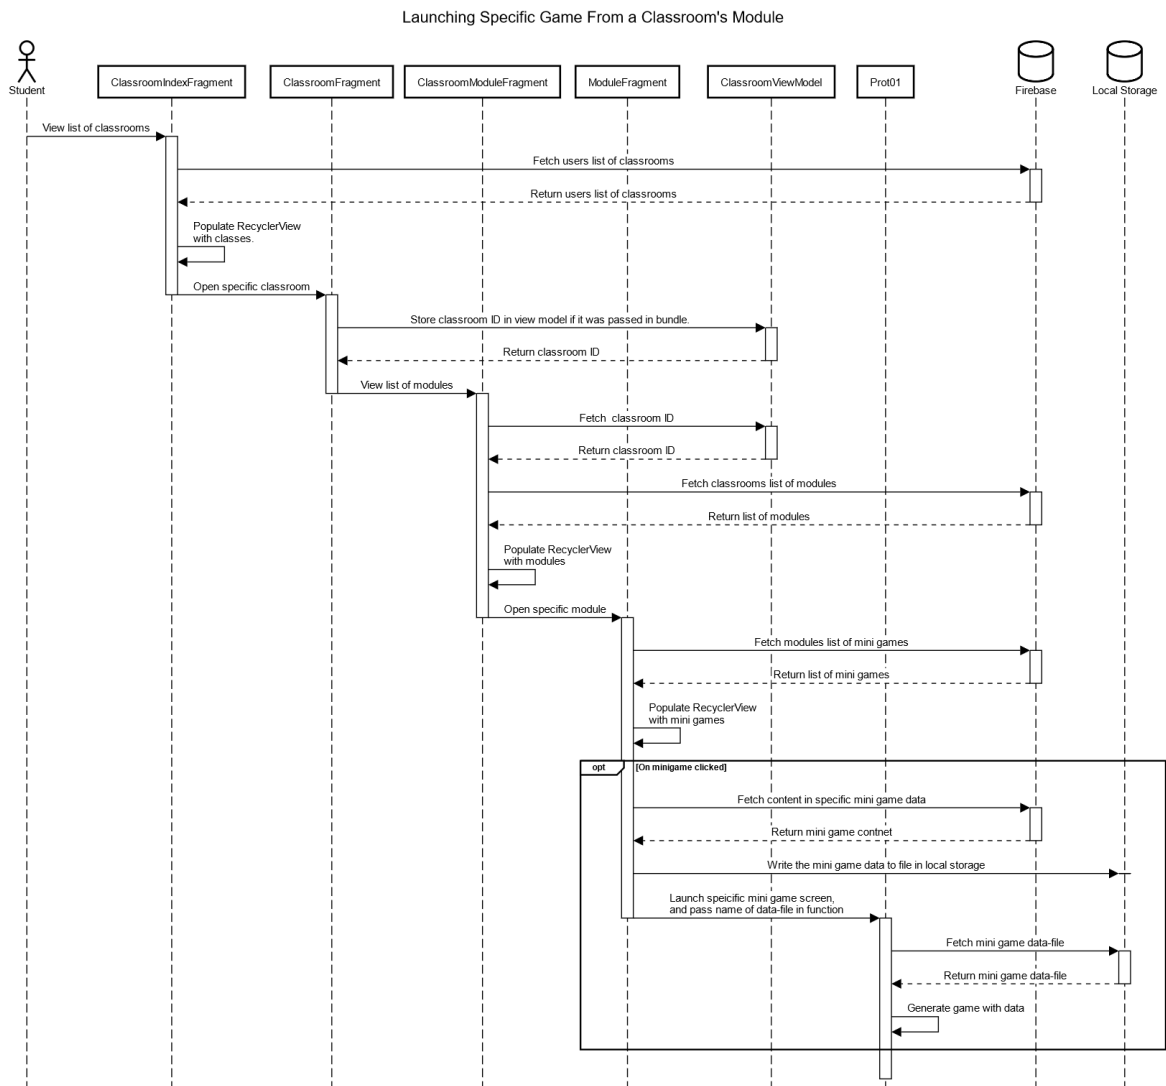 Launching Specific Game From a Classroom's Module
Student
ClassroomIndexFragment
ClassroomFragment
ClassroomModuleFragment
ModuleFragment
ClassroomViewModel
Prot01
Firebase
Local Storage
View list of classrooms
Fetch users list of classrooms
Return users list of classrooms
Populate RecyclerView
with classes.
Open specific classroom
Store classroom ID in view model if it was passed in bundle.
Return classroom ID
View list of modules
Fetch classroom ID
Return classroom ID
Fetch classrooms list of modules
Return list of modules
Populate RecyclerView
with modules
Open specific module
Fetch modules list of mini games
Return list of mini games
Populate RecyclerView
with mini games
opt
[On minigame clicked]
Fetch content in specific mini game data
Return mini game contnet
Write the mini game data to file in local storage
Launch speicific mini game screen,
and pass name of data-file in function
Fetch mini game data-file
Return mini game data-file
Generate game with data